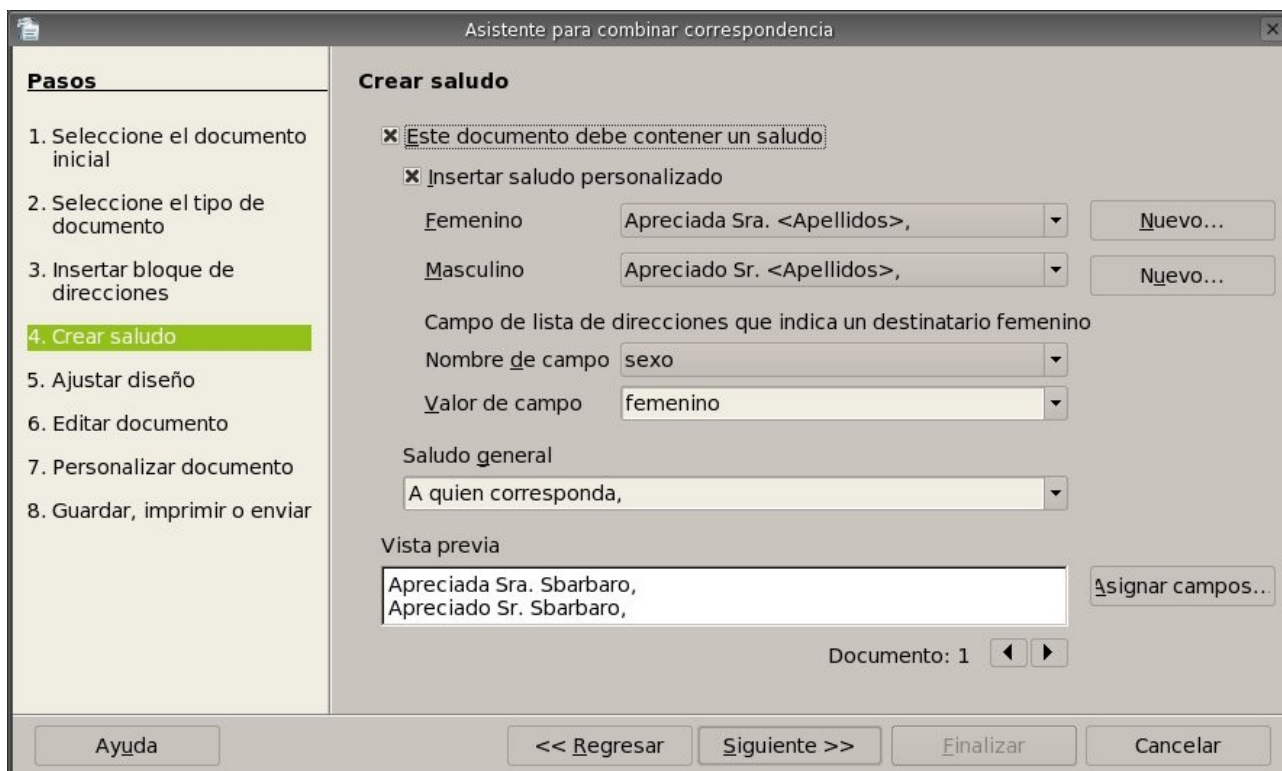 Asistente para combinar correspondencia
Pasos
1. Seleccione el documento
inicial
2. Seleccione el tipo de
documento
3. Insertar bloque de
direcciones
4. Crear saludo
5. Ajustar diseño
6. Editar documento
7. Personalizar documento
8. Guardar, imprimir o enviar
Crear saludo
Este documento debe contener un saludo
Insertar saludo personalizado
Femenino Apreciada Sra. <Apellidos>, Nuevo...
Masculino Apreciado Sr. <Apellidos>, Nuevo...
Campo de lista de direcciones que indica un destinatario femenino
Nombre de campo sexo
Valor de campo femenino
Saludo general
A quien corresponda,
Vista previa
Apreciada Sra. Sbarbaro,
Apreciado Sr. Sbarbaro,
Asignar campos...
Documento: 1
Ayuda << Regresar Siguiente >> Finalizar Cancelar